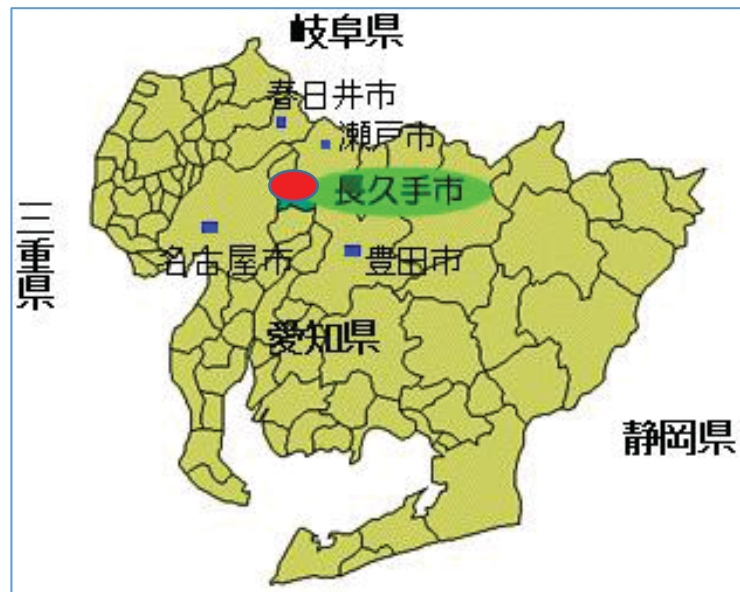 岐阜県
春日井市
瀬戸市
長久手市
三重県
名古屋市
豊田市
愛知県
静岡県